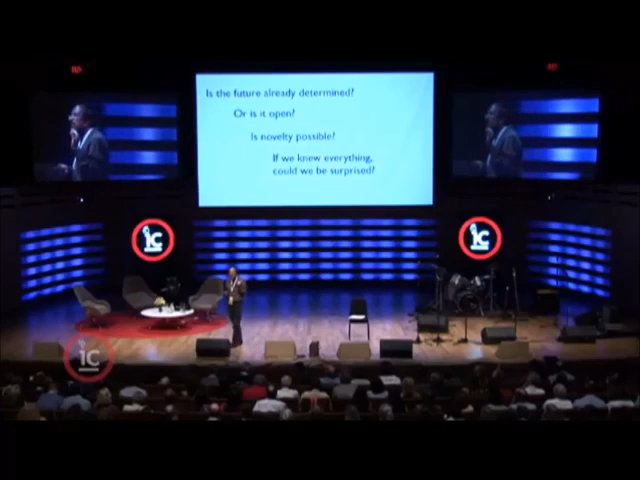 Is the future already determined?
Or is it open?
Is novelty possible?
If we knew everything,
could we be surprised?
ic
ic
ic